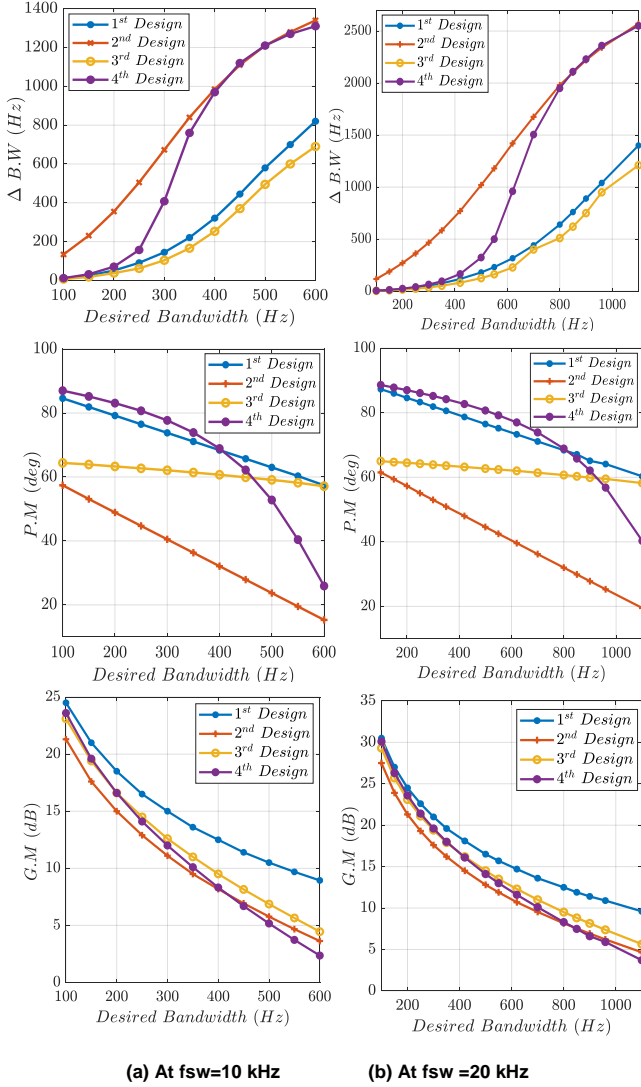 1400
1200
1000
800
600
400
200
0
Δ B.W (Hz)
1st Design
2nd Design
3rd Design
4th Design
100 200 300 400 500 600
Desired Bandwidth (Hz)
2500
2000
1500
1000
500
0
Δ B.W (Hz)
1st Design
2nd Design
3rd Design
4th Design
200 400 600 800 1000
Desired Bandwidth (Hz)
100
80
60
40
20
P.M (deg)
1st Design
2nd Design
3rd Design
4th Design
100 200 300 400 500 600
Desired Bandwidth (Hz)
100
80
60
40
20
P.M (deg)
1st Design
2nd Design
3rd Design
4th Design
200 400 600 800 1000
Desired Bandwidth (Hz)
25
20
15
10
5
0
G.M (dB)
1st Design
2nd Design
3rd Design
4th Design
100 200 300 400 500 600
Desired Bandwidth (Hz)
35
30
25
20
15
10
5
0
G.M (dB)
1st Design
2nd Design
3rd Design
4th Design
200 400 600 800 1000
Desired Bandwidth (Hz)
(a) At fsw=10 kHz
(b) At fsw =20 kHz